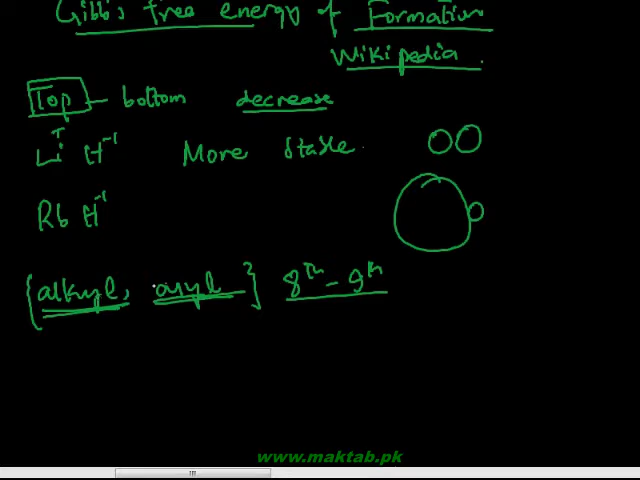 Gibbs free energy of Formation
Wikipedia.
Top - bottom decrease
Li⁺ H⁻¹ More stable.
Rb H⁻¹
{alkyl, aryl} 8th - 9th
www.maktab.pk